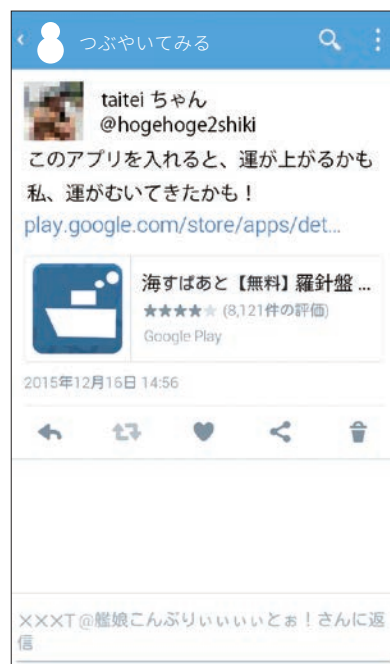 つぶやいてみる
taitei ちゃん
@hogehoge2shiki
このアプリを入れると、運が上がるかも
私、運がむいてきたかも！
play.google.com/store/apps/det...
海すぱあと【無料】羅針盤 ...
★★★★★ (8,121件の評価)
Google Play
2015年12月16日 14:56
×××T@艦娘こんぶりぃぃぃぃとぉ！さんに返
信